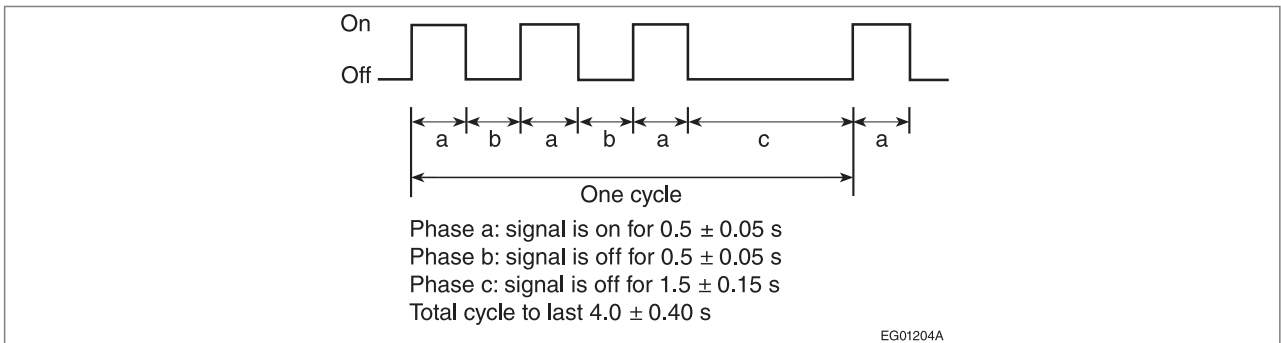 On
Off
a b a b a c a
One cycle
Phase a: signal is on for 0.5 ± 0.05 s
Phase b: signal is off for 0.5 ± 0.05 s
Phase c: signal is off for 1.5 ± 0.15 s
Total cycle to last 4.0 ± 0.40 s
EG01204A